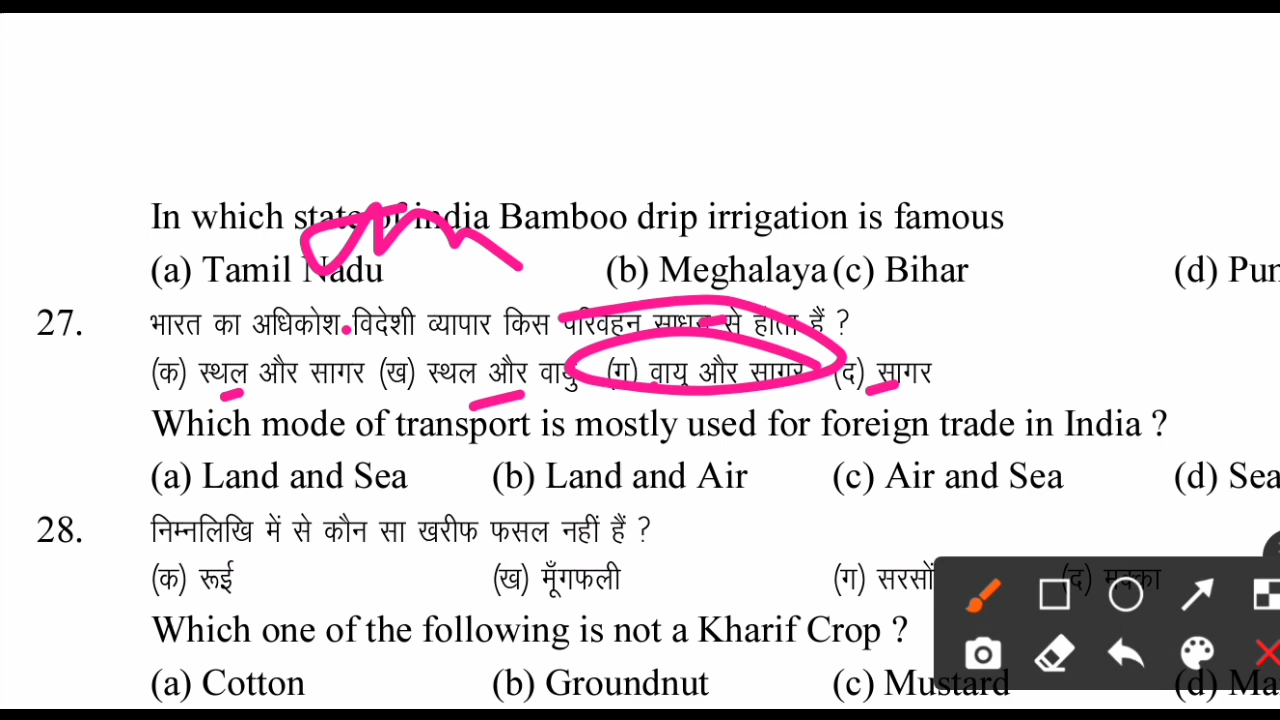 In which state of india Bamboo drip irrigation is famous
(a) Tamil Nadu (b) Meghalaya (c) Bihar (d) Pun
27. भारत का अधिकोश विदेशी व्यापार किस परिवहन साधन से होता हैं ?
(क) स्थल और सागर (ख) स्थल और वायु (ग) वायु और सागर (द) सागर
Which mode of transport is mostly used for foreign trade in India ?
(a) Land and Sea (b) Land and Air (c) Air and Sea (d) Sea
28. निम्नलिखि में से कौन सा खरीफ फसल नहीं हैं ?
(क) रूई (ख) मूँगफली (ग) सरसों (द) मक्का
Which one of the following is not a Kharif Crop ?
(a) Cotton (b) Groundnut (c) Mustard (d) Ma